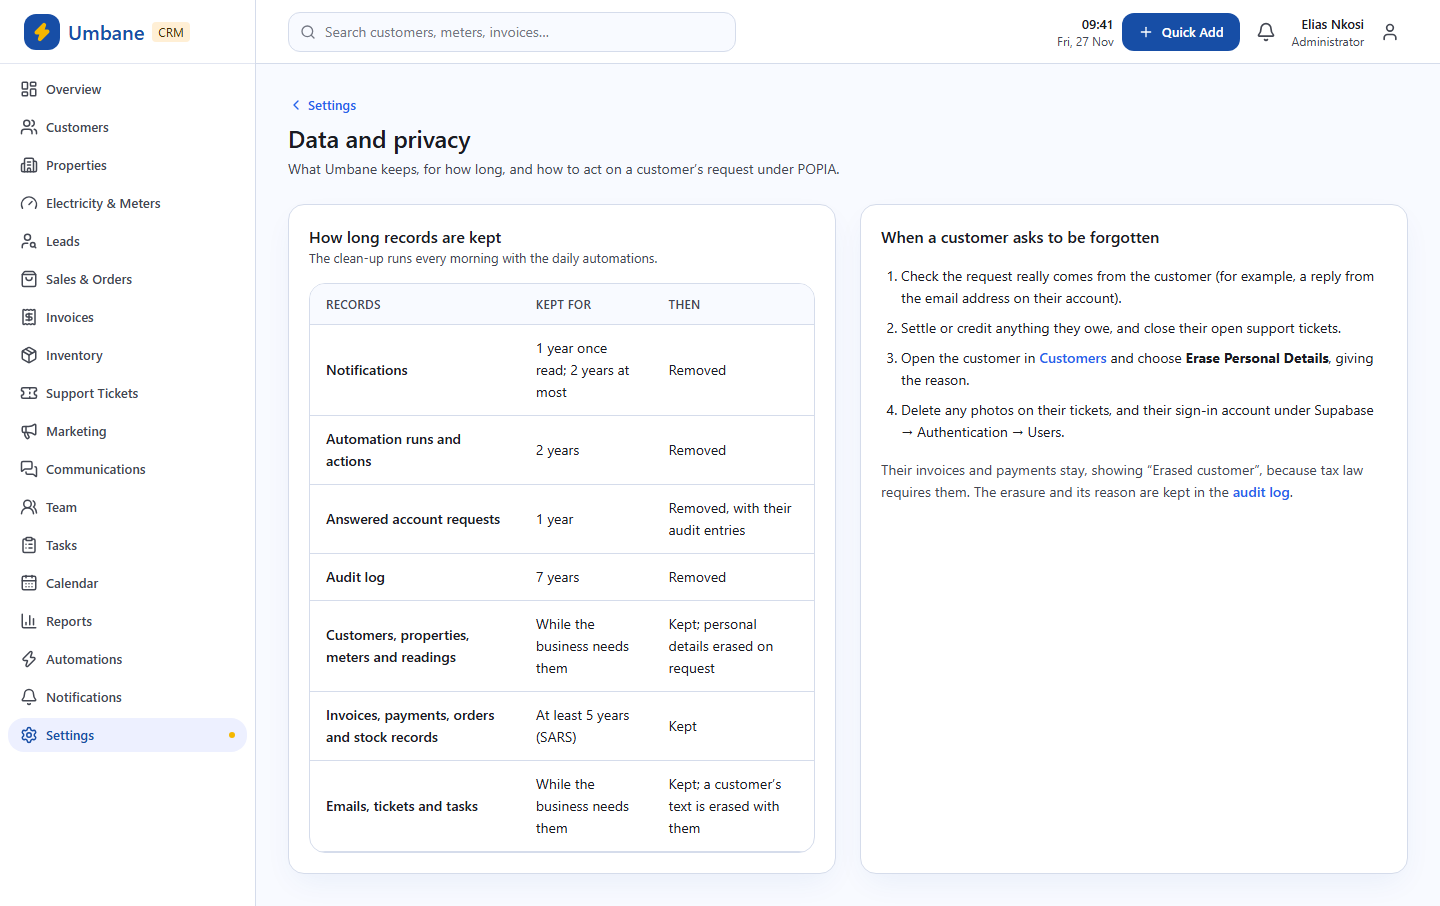 Umbane CRM
Search customers, meters, invoices...
09:41
Fri, 27 Nov
Quick Add
Elias Nkosi
Administrator
Overview
Customers
Properties
Electricity & Meters
Leads
Sales & Orders
Invoices
Inventory
Support Tickets
Marketing
Communications
Team
Tasks
Calendar
Reports
Automations
Notifications
Settings
Settings
Data and privacy
What Umbane keeps, for how long, and how to act on a customer's request under POPIA.
How long records are kept
The clean-up runs every morning with the daily automations.
RECORDS KEPT FOR THEN
Notifications
1 year once
read; 2 years at
most
Removed
Automation runs and
actions
2 years
Removed
Answered account requests
1 year
Removed, with their
audit entries
Audit log
7 years
Removed
Customers, properties,
meters and readings
While the
business needs
them
Kept; personal
details erased on
request
Invoices, payments, orders
and stock records
At least 5 years
(SARS)
Kept
Emails, tickets and tasks
While the
business needs
them
Kept; a customer's
text is erased with
them
When a customer asks to be forgotten
1. Check the request really comes from the customer (for example, a reply from
the email address on their account).
2. Settle or credit anything they owe, and close their open support tickets.
3. Open the customer in Customers and choose Erase Personal Details, giving
the reason.
4. Delete any photos on their tickets, and their sign-in account under Supabase
→ Authentication → Users.
Their invoices and payments stay, showing “Erased customer”, because tax law
requires them. The erasure and its reason are kept in the audit log.